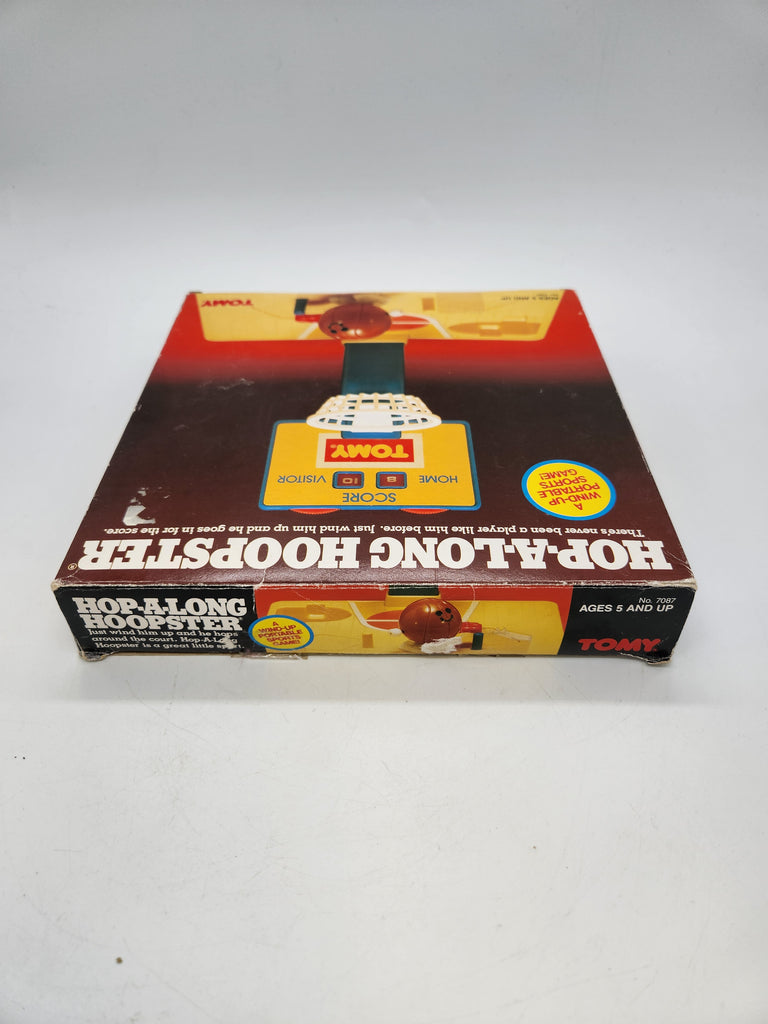 HOP-A-LONG HOOPSTER®
There's never been a player like him before. Just wind him up and he goes in for the score.
A
WIND-UP
PORTABLE
SPORTS
GAME!
SCORE
HOME VISITOR
8 10
TOMY
TOMY
AGES 5 AND UP
HOP-A-LONG
HOOPSTER
Just wind him up and he hops
around the court. Hop-A-Long
Hoopster is a great little sport.
A
WIND-UP
PORTABLE
SPORTS
GAME!
No. 7087
AGES 5 AND UP
TOMY